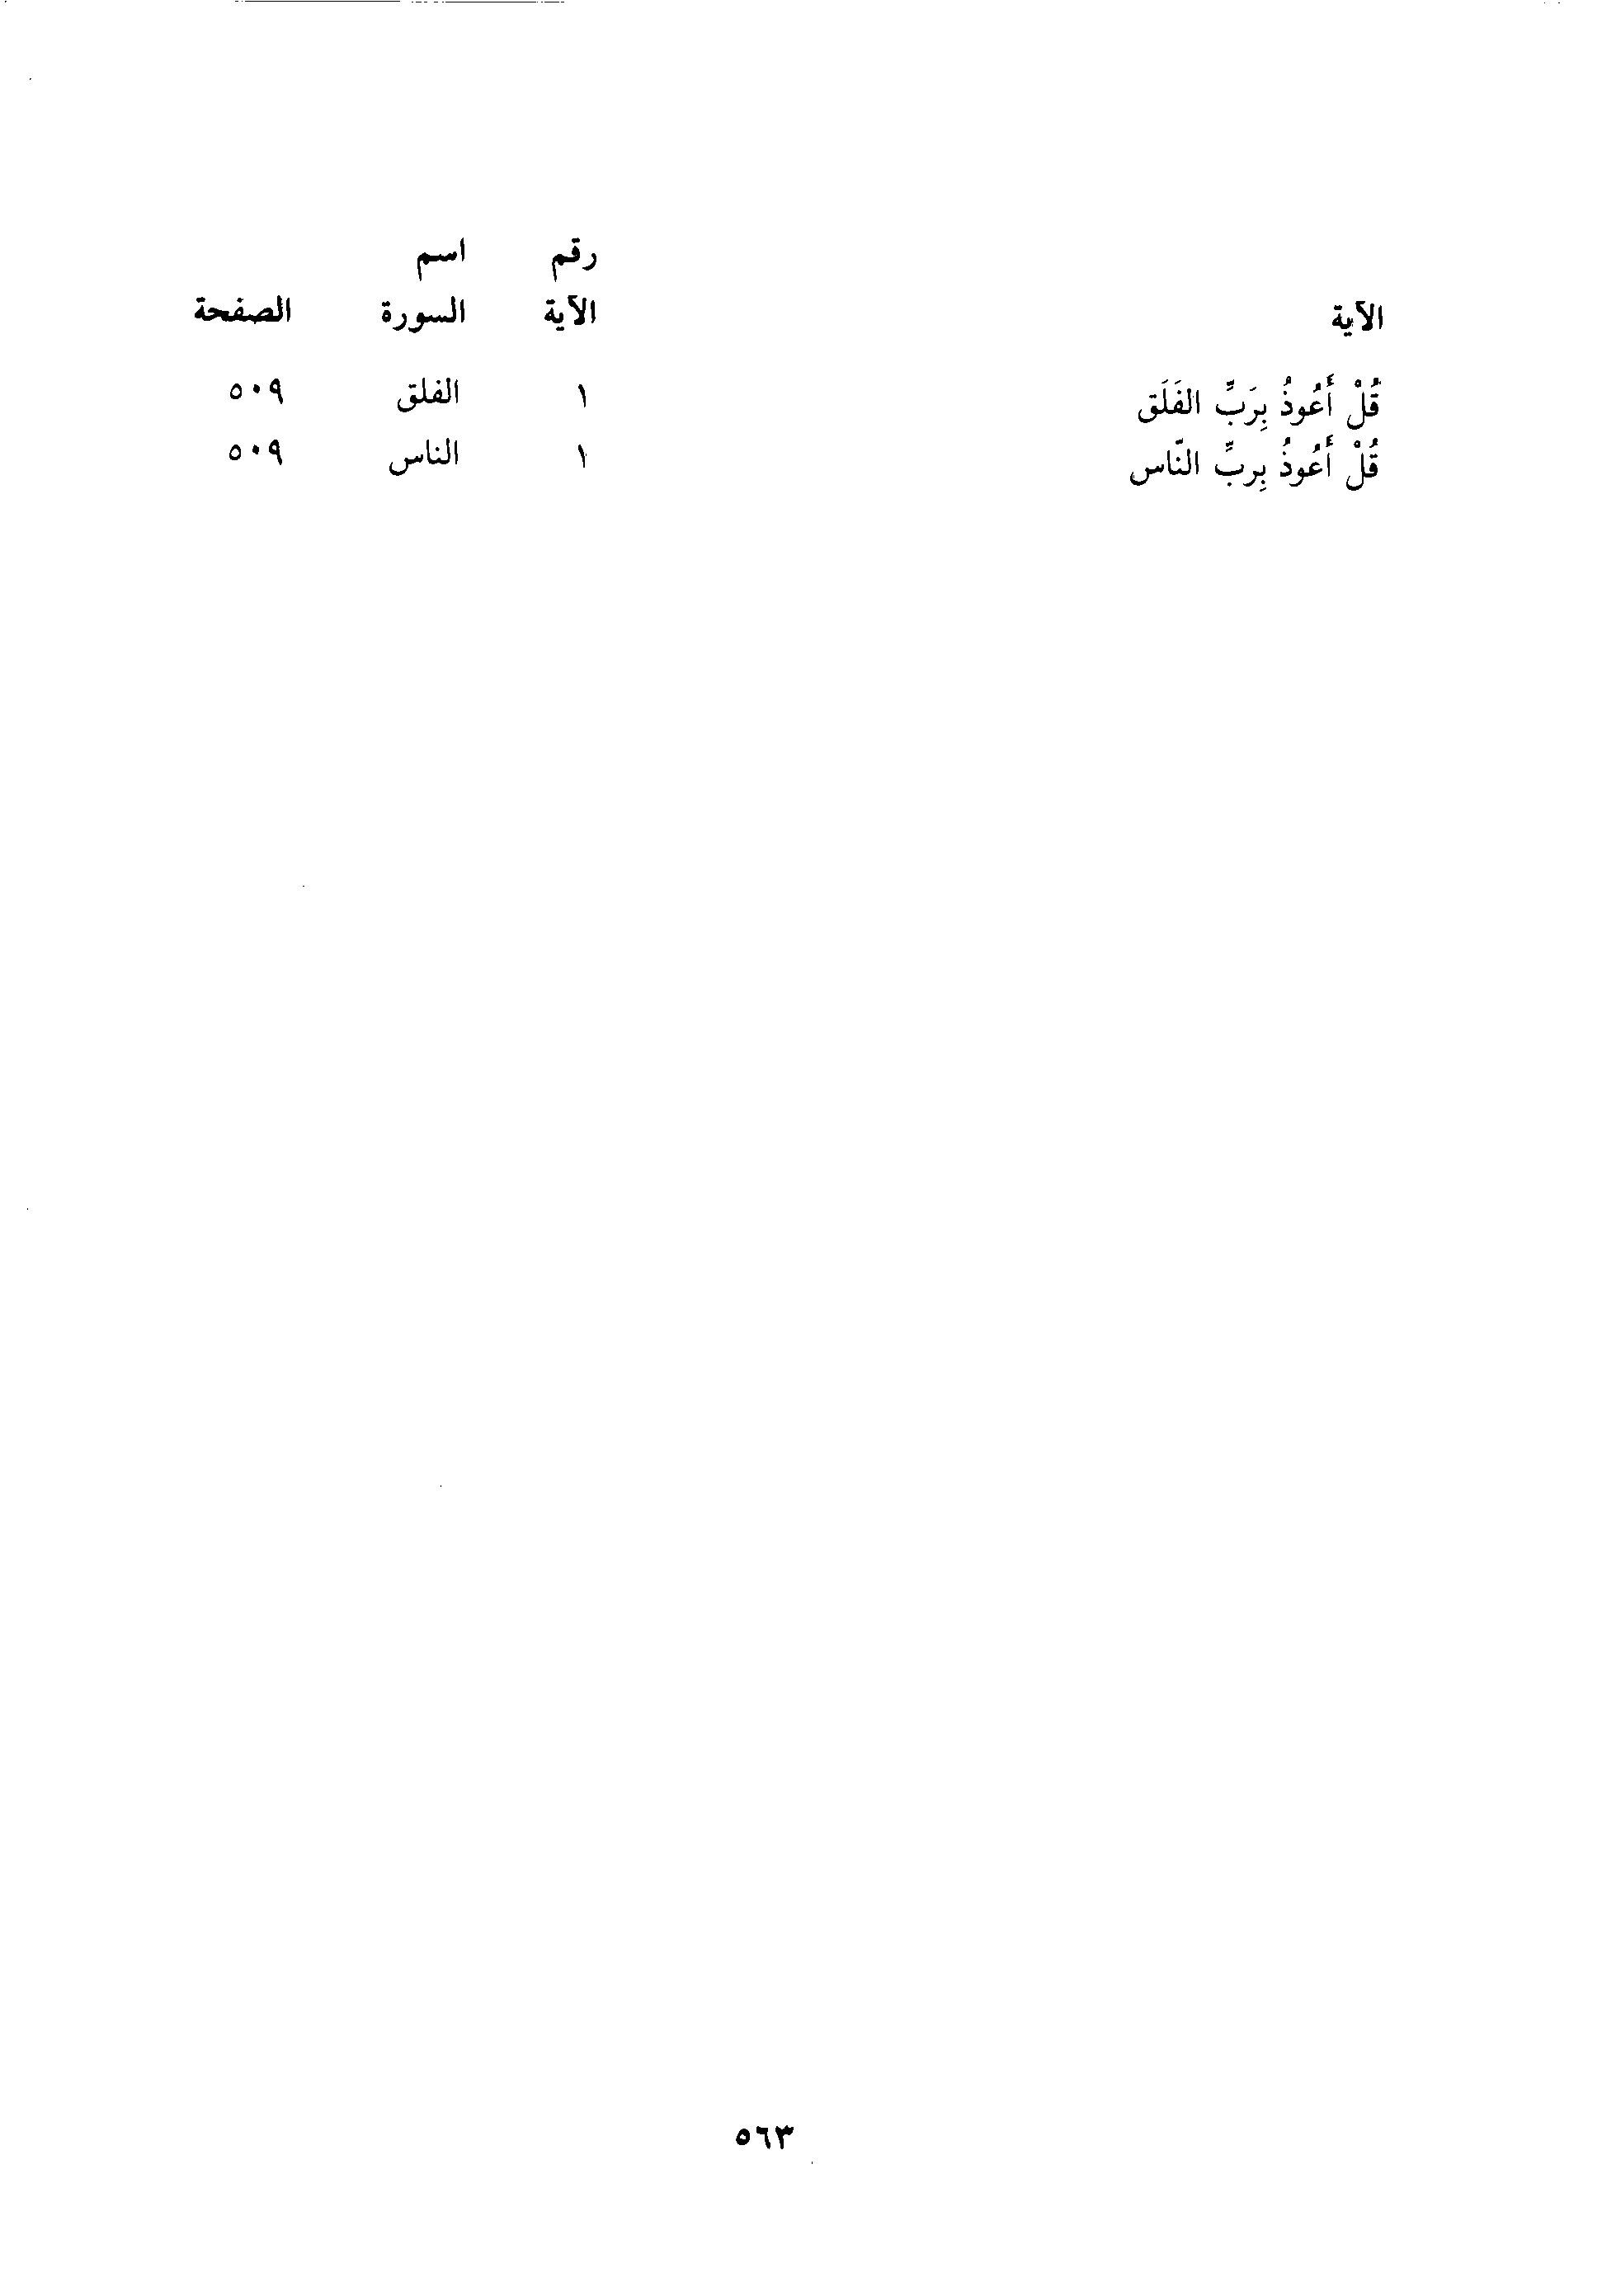 رقم اسم
الآية الآية السورة الصفحة
قُلْ أَعُوذُ بِرَبِّ الفَلَق ١ الفلق ٥٠٩
قُلْ أَعُوذُ بِربِّ النّاس ١ الناس ٥٠٩
٥٦٣